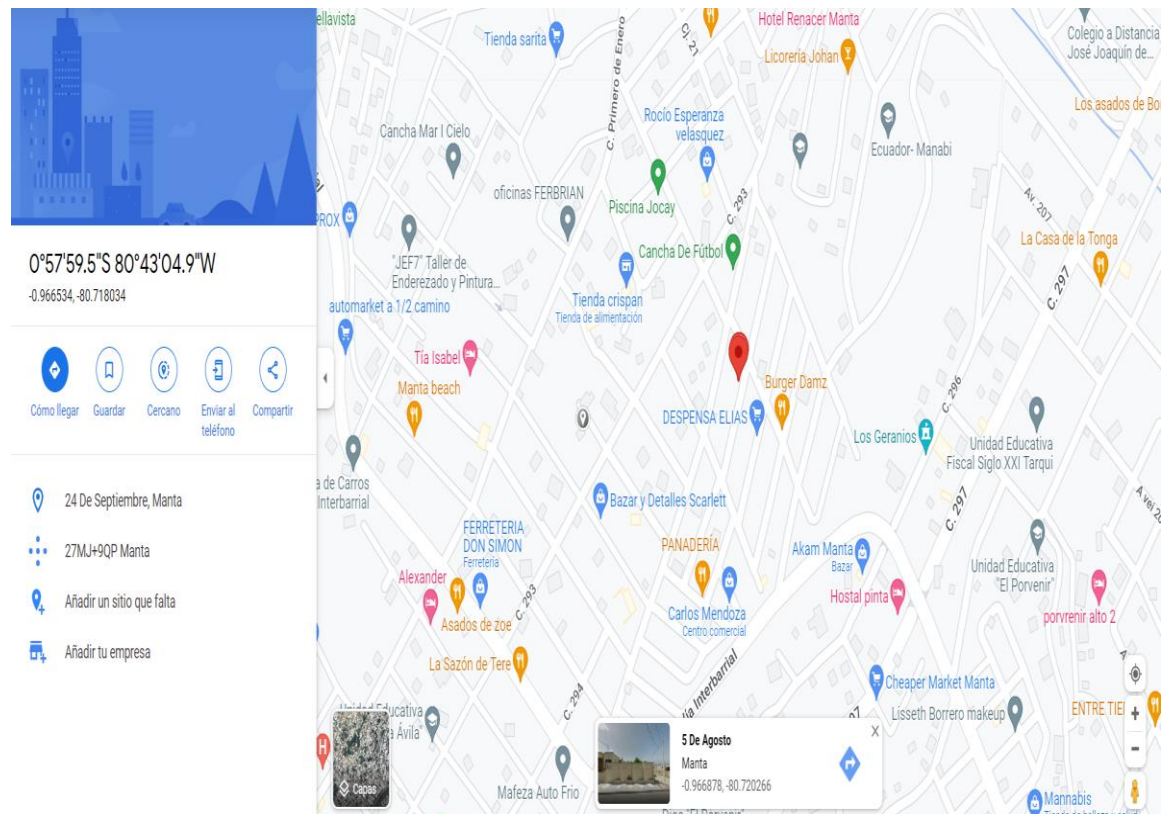 0°57'59.5"S 80°43'04.9"W
-0.966534, -80.718034
Cómo llegar
Guardar
Cercano
Enviar al
teléfono
Compartir
24 De Septiembre, Manta
27MJ+9QP Manta
Añadir un sitio que falta
Añadir tu empresa
ellavista
Tienda sarita
C. Primero de Enero
Cj. 21
Hotel Renacer Manta
Licorería Johan
Colegio a Distancia
José Joaquín de...
Los asados de Bo
Cancha Mar I Cielo
Rocío Esperanza
velasquez
Ecuador- Manabi
oficinas FERBRIAN
Piscina Jocay
C. 293
Av. 207
PROX
"JEF7" Taller de
Enderezado y Pintura...
Cancha De Fútbol
La Casa de la Tonga
C. 297
automarket a 1/2 camino
Tienda crispan
Tienda de alimentación
Tía Isabel
Manta beach
Burger Damz
DESPENSA ELIAS
C. 296
Los Geranios
Unidad Educativa
Fiscal Siglo XXI Tarqui
a de Carros
Interbarrial
Bazar y Detalles Scarlett
C. 297
FERRETERIA
DON SIMON
Ferretería
PANADERÍA
Akam Manta
Bazar
Unidad Educativa
"El Porvenir"
Alexander
C. 293
Hostal pinta
Asados de zoe
Carlos Mendoza
Centro comercial
porvrenir alto 2
La Sazón de Tere
ía Interbarrial
C. 294
Cheaper Market Manta
Lisseth Borrero makeup
ENTRE TIE
Unidad Educativa
a Ávila"
H
Capas
5 De Agosto
Manta
-0.966878, -80.720266
Mafeza Auto Frio
Mannabis